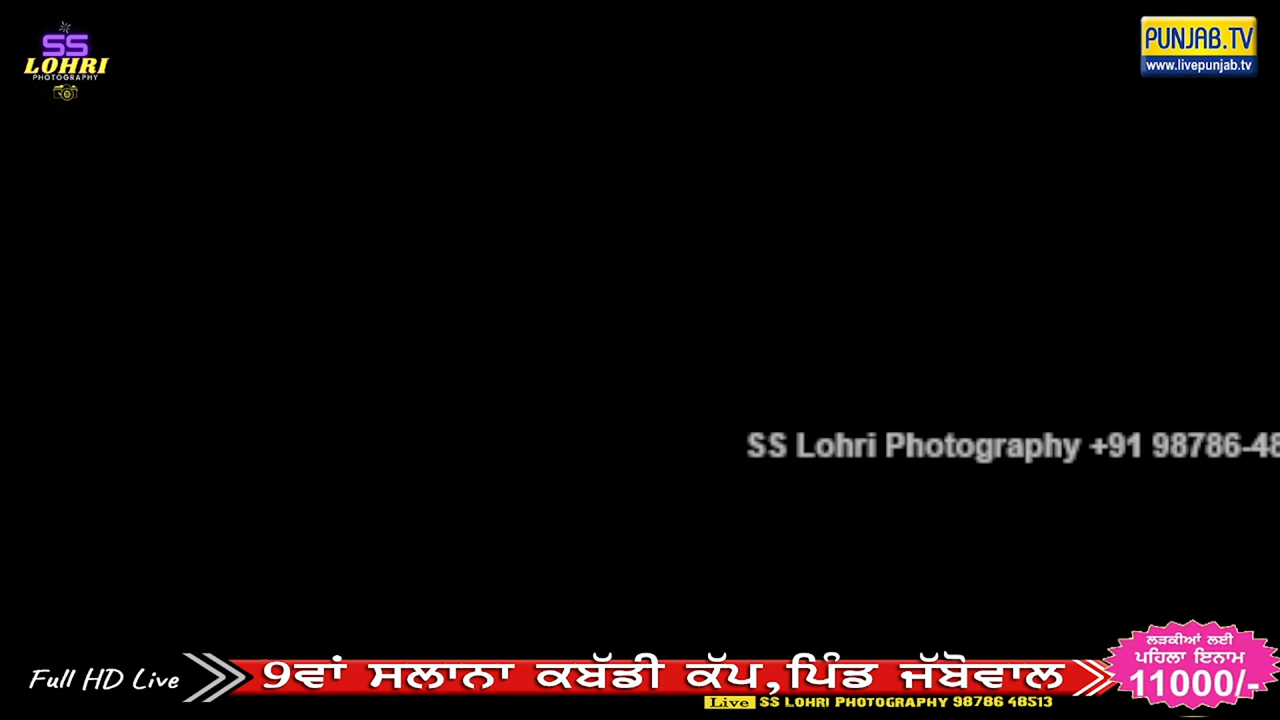 SS
LOHRI
PHOTOGRAPHY
PUNJAB.TV
www.livepunjab.tv
SS Lohri Photography +91 98786-48
ਲੜਕੀਆਂ ਲਈ
ਪਹਿਲਾ ਇਨਾਮ
11000/-
Full HD Live
9ਵਾਂ ਸਲਾਨਾ ਕਬੱਡੀ ਕੱਪ,ਪਿੰਡ ਜੱਬੋਵਾਲ
Live SS LOHRI PHOTOGRAPHY 98786 48513